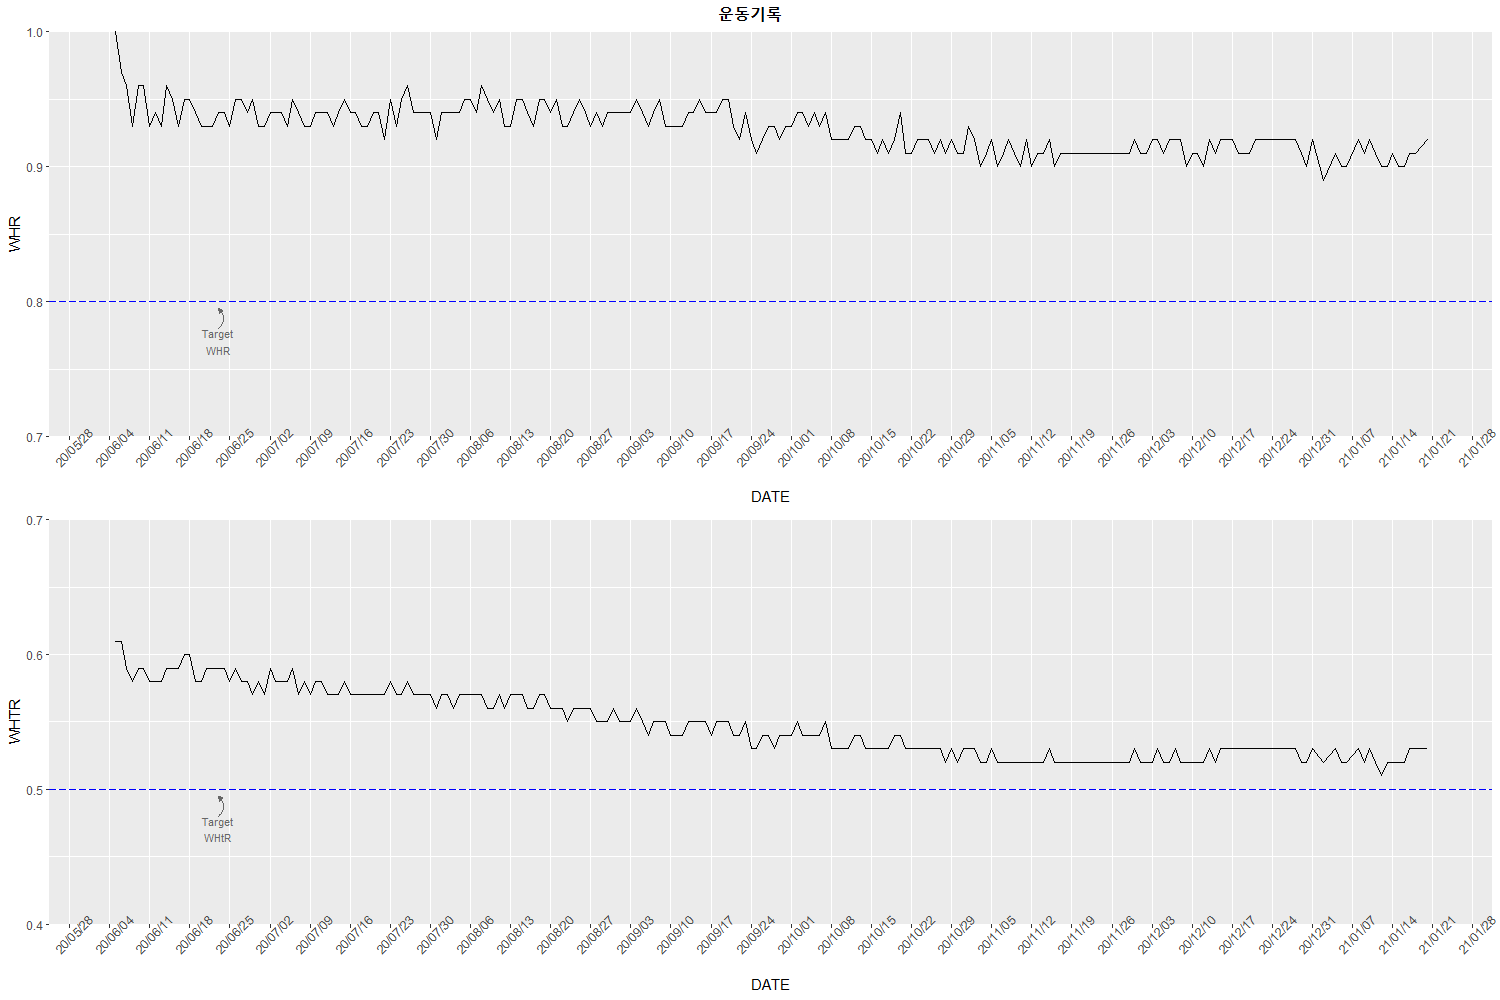 운동기록
1.0
0.9
0.8
0.7
WHR
Target
WHR
20/05/28 20/06/04 20/06/11 20/06/18 20/06/25 20/07/02 20/07/09 20/07/16 20/07/23 20/07/30 20/08/06 20/08/13 20/08/20 20/08/27 20/09/03 20/09/10 20/09/17 20/09/24 20/10/01 20/10/08 20/10/15 20/10/22 20/10/29 20/11/05 20/11/12 20/11/19 20/11/26 20/12/03 20/12/10 20/12/17 20/12/24 20/12/31 21/01/07 21/01/14 21/01/21 21/01/28
DATE
0.7
0.6
0.5
0.4
WHTR
Target
WHtR
20/05/28 20/06/04 20/06/11 20/06/18 20/06/25 20/07/02 20/07/09 20/07/16 20/07/23 20/07/30 20/08/06 20/08/13 20/08/20 20/08/27 20/09/03 20/09/10 20/09/17 20/09/24 20/10/01 20/10/08 20/10/15 20/10/22 20/10/29 20/11/05 20/11/12 20/11/19 20/11/26 20/12/03 20/12/10 20/12/17 20/12/24 20/12/31 21/01/07 21/01/14 21/01/21 21/01/28
DATE